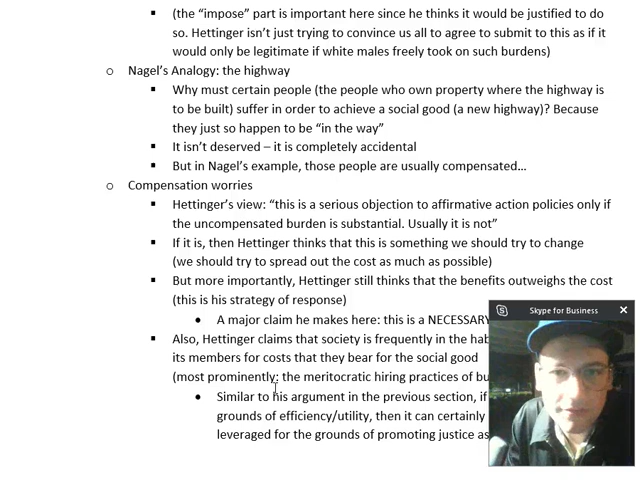 ▪ (the “impose” part is important here since he thinks it would be justified to do
so. Hettinger isn’t just trying to convince us all to agree to submit to this as if it
would only be legitimate if white males freely took on such burdens)
o Nagel’s Analogy: the highway
▪ Why must certain people (the people who own property where the highway is
to be built) suffer in order to achieve a social good (a new highway)? Because
they just so happen to be “in the way”
▪ It isn’t deserved – it is completely accidental
▪ But in Nagel’s example, those people are usually compensated…
o Compensation worries
▪ Hettinger’s view: “this is a serious objection to affirmative action policies only if
the uncompensated burden is substantial. Usually it is not”
▪ If it is, then Hettinger thinks that this is something we should try to change
(we should try to spread out the cost as much as possible)
▪ But more importantly, Hettinger still thinks that the benefits outweighs the cost
(this is his strategy of response)
Skype for Business
• A major claim he makes here: this is a NECESSARY
▪ Also, Hettinger claims that society is frequently in the hab
its members for costs that they bear for the social good
(most prominently: the meritocratic hiring practices of bu
• Similar to his argument in the previous section, if
grounds of efficiency/utility, then it can certainly
leveraged for the grounds of promoting justice as